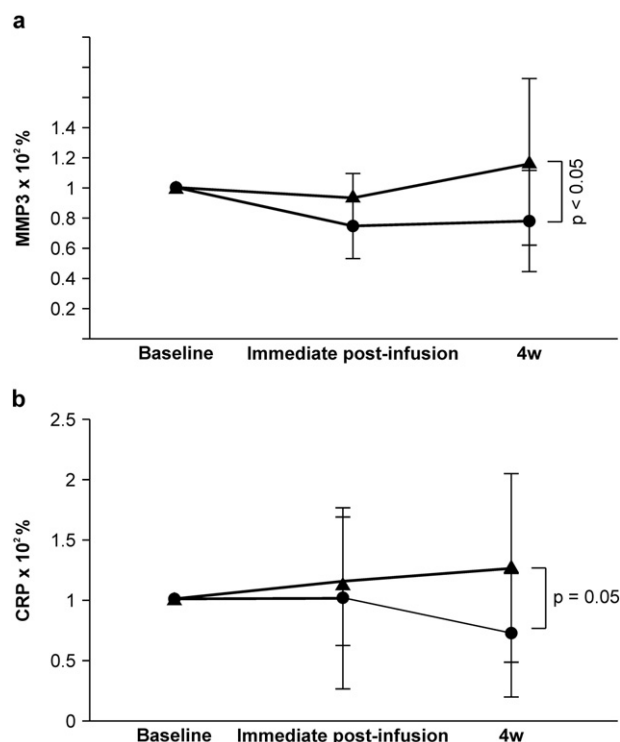 a
MMP3 x 10² %
1.4
1.2
1
0.8
0.6
0.4
0.2
p < 0.05
Baseline Immediate post-infusion 4w
b
CRP x 10² %
2.5
2
1.5
1
0.5
0
p = 0.05
Baseline Immediate post-infusion 4w